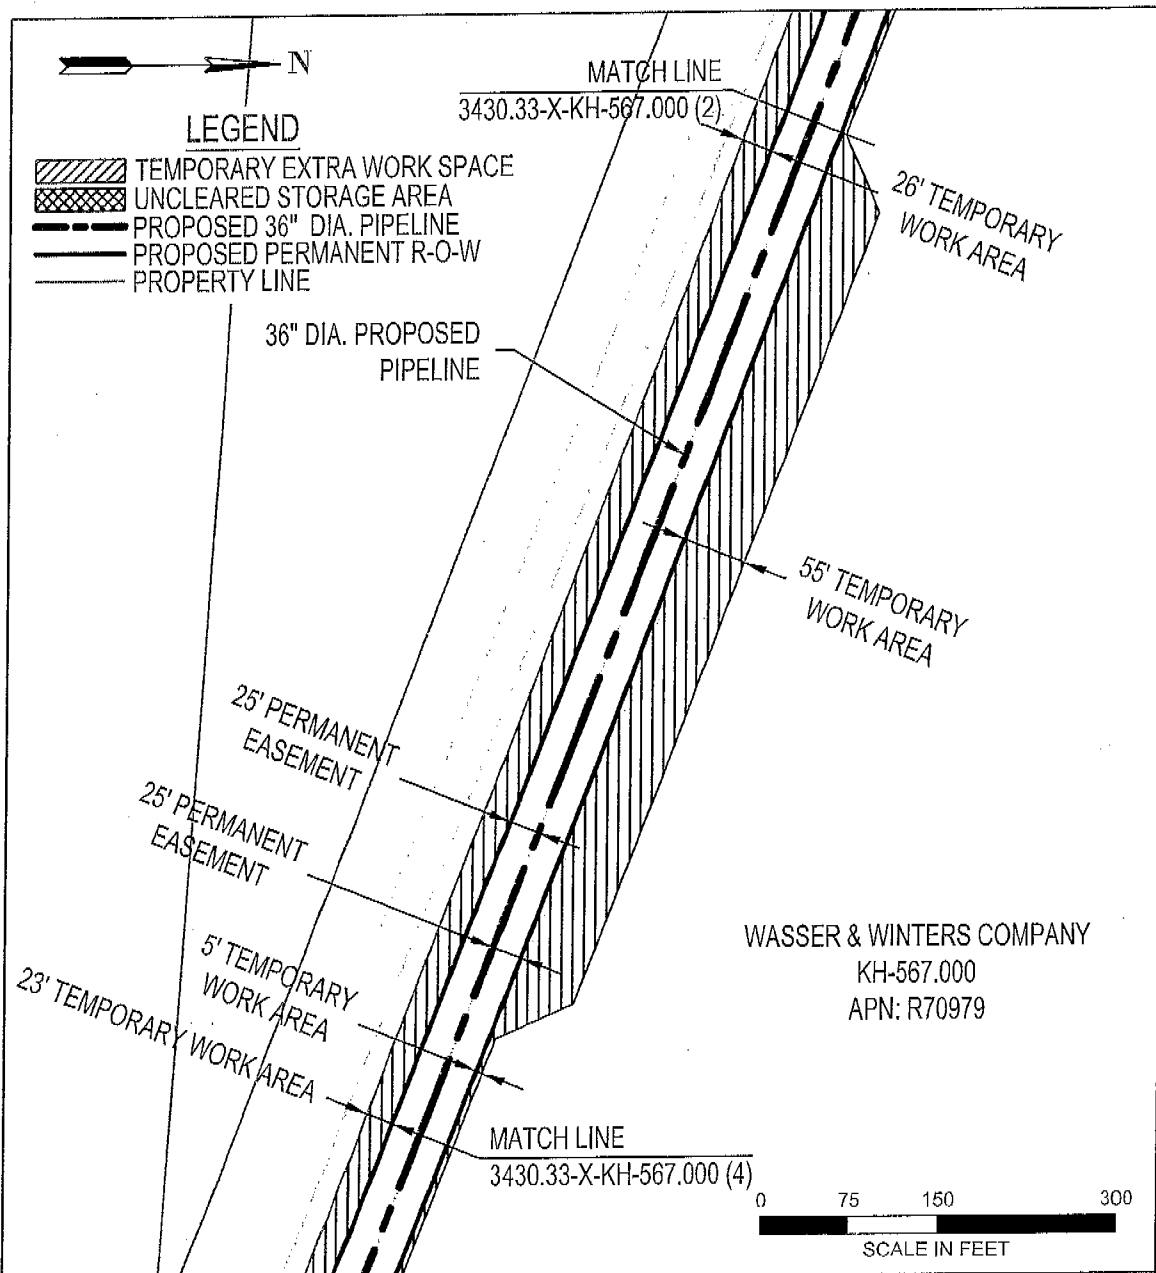 N
LEGEND
TEMPORARY EXTRA WORK SPACE
UNCLEARED STORAGE AREA
PROPOSED 36" DIA. PIPELINE
PROPOSED PERMANENT R-O-W
PROPERTY LINE
MATCH LINE
3430.33-X-KH-567.000 (2)
26' TEMPORARY
WORK AREA
36" DIA. PROPOSED
PIPELINE
55' TEMPORARY
WORK AREA
25' PERMANENT
EASEMENT
25' PERMANENT
EASEMENT
5' TEMPORARY
WORK AREA
23' TEMPORARY WORK AREA
WASSER & WINTERS COMPANY
KH-567.000
APN: R70979
MATCH LINE
3430.33-X-KH-567.000 (4)
0 75 150 300
SCALE IN FEET